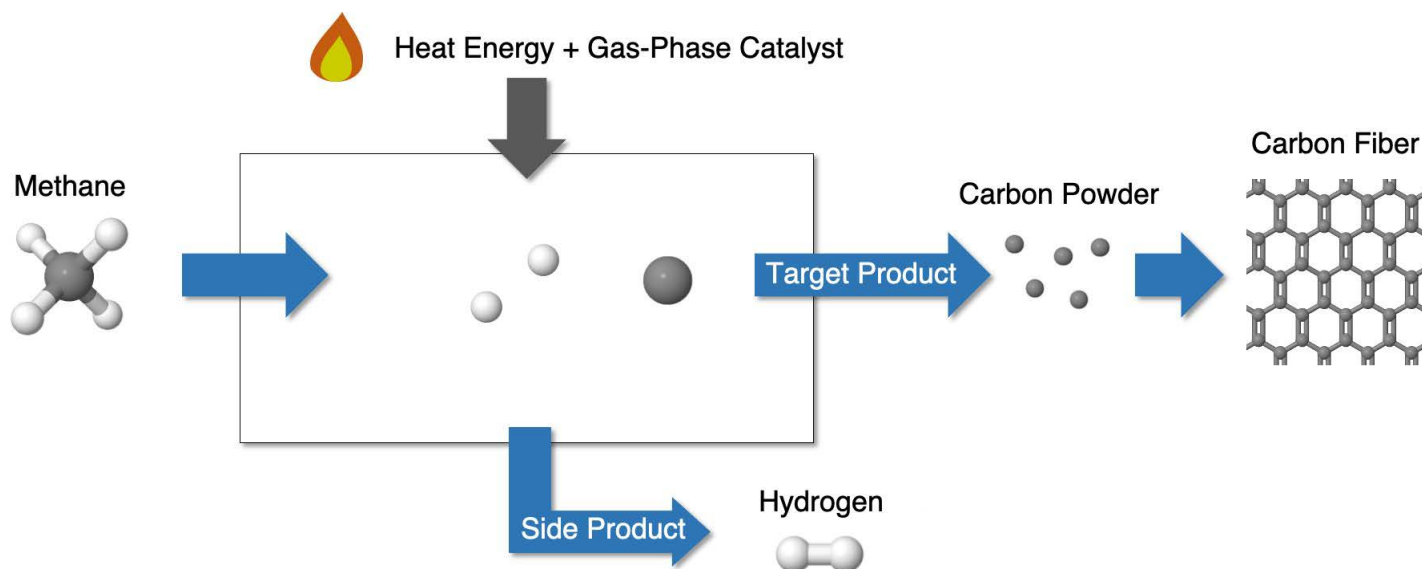 Heat Energy + Gas-Phase Catalyst
Methane
Carbon Powder
Carbon Fiber
Target Product
Side Product
Hydrogen